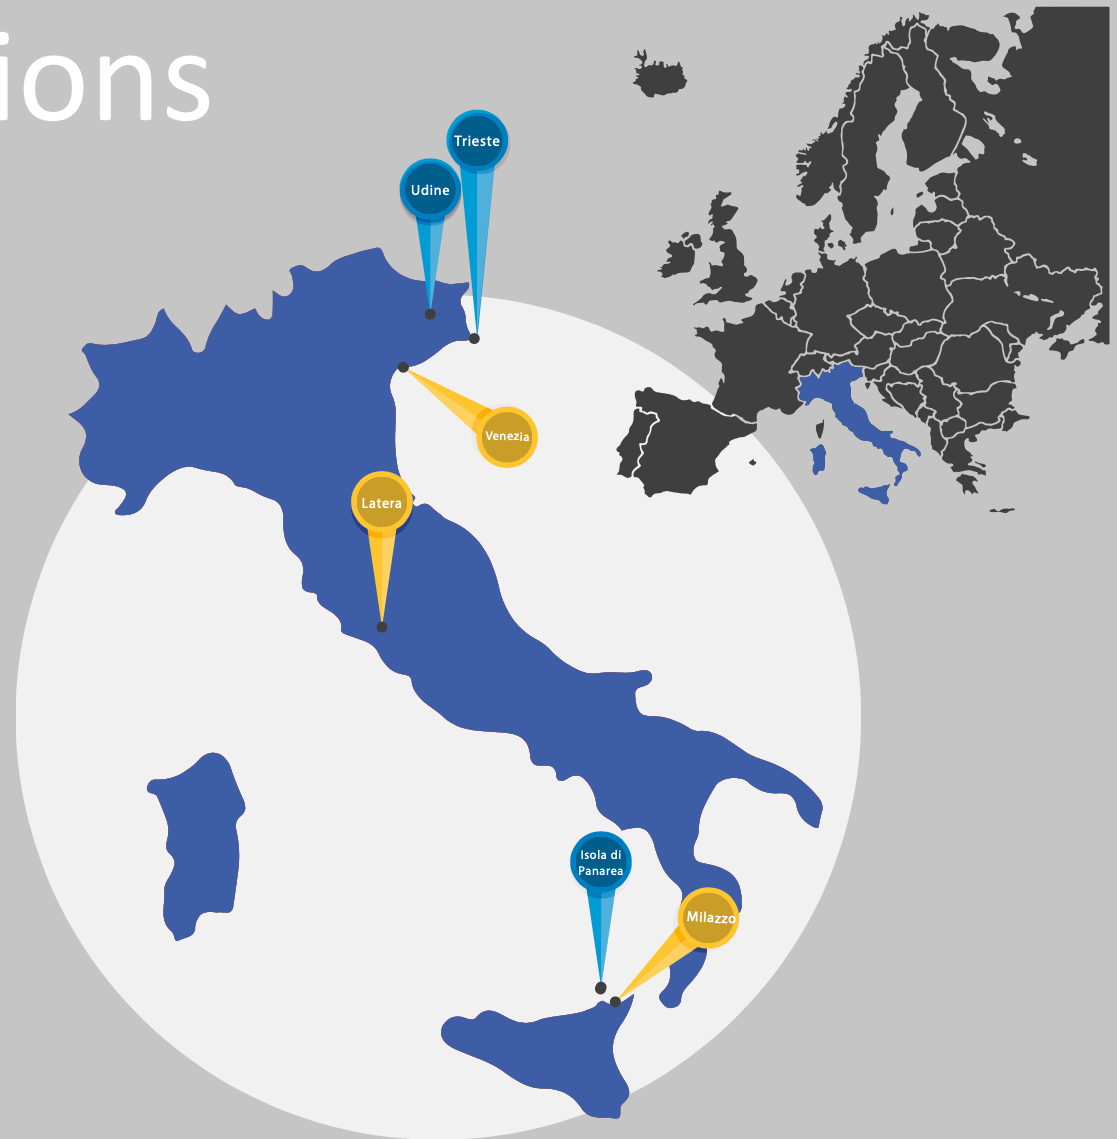 ions
Trieste
Udine
Venezia
Latera
Isola di
Panarea
Milazzo